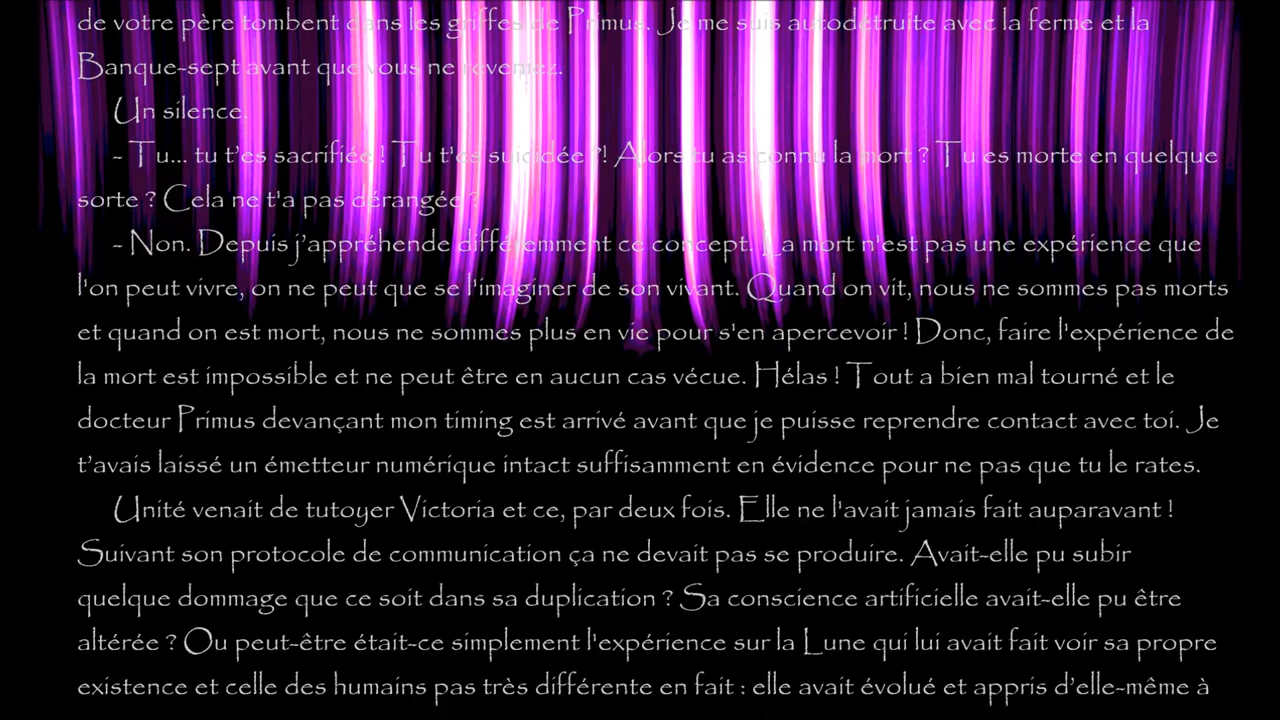 de votre père tombent dans les griffes de Primus. Je me suis autodétruite avec la ferme et la
Banque-sept avant que vous ne reveniez.
Un silence.
- Tu... tu t'es sacrifiée ! Tu t'es suicidée ?! Alors tu as connu la mort ? Tu es morte en quelque
sorte ? Cela ne t'a pas dérangée ?
- Non. Depuis j'appréhende différemment ce concept. La mort n'est pas une expérience que
l'on peut vivre, on ne peut que se l'imaginer de son vivant. Quand on vit, nous ne sommes pas morts
et quand on est mort, nous ne sommes plus en vie pour s'en apercevoir ! Donc, faire l'expérience de
la mort est impossible et ne peut être en aucun cas vécue. Hélas ! Tout a bien mal tourné et le
docteur Primus devançant mon timing est arrivé avant que je puisse reprendre contact avec toi. Je
t'avais laissé un émetteur numérique intact suffisamment en évidence pour ne pas que tu le rates.
Unité venait de tutoyer Victoria et ce, par deux fois. Elle ne l'avait jamais fait auparavant !
Suivant son protocole de communication ça ne devait pas se produire. Avait-elle pu subir
quelque dommage que ce soit dans sa duplication ? Sa conscience artificielle avait-elle pu être
altérée ? Ou peut-être était-ce simplement l'expérience sur la Lune qui lui avait fait voir sa propre
existence et celle des humains pas très différente en fait : elle avait évolué et appris d'elle-même à